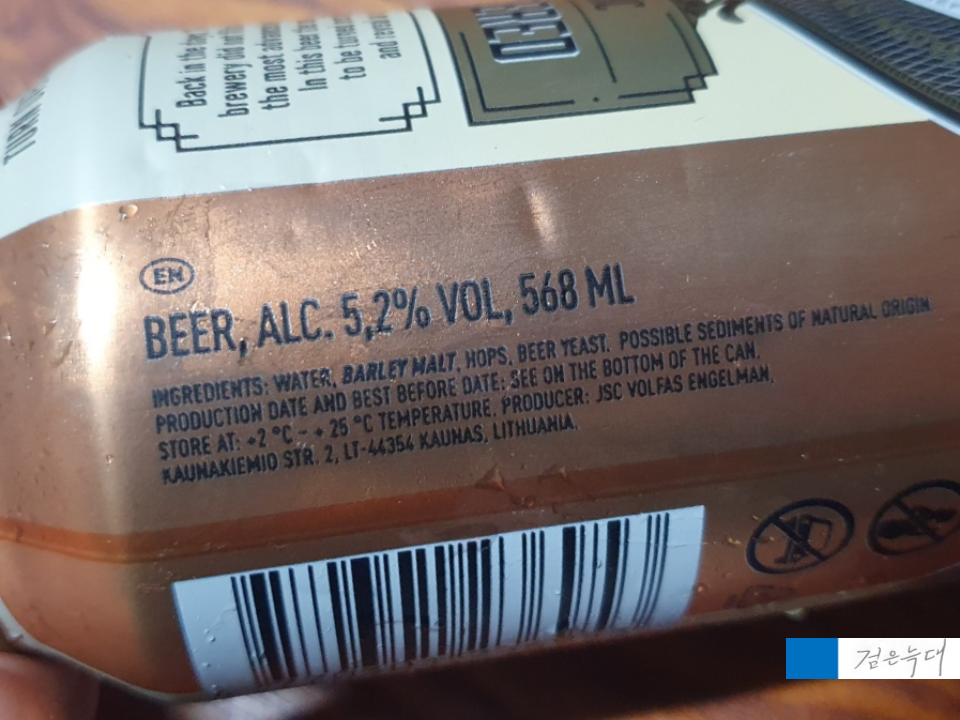 Back in the
brewery did
the most
In this beer
to be
and
EN
BEER, ALC. 5,2% VOL, 568 ML
INGREDIENTS: WATER, BARLEY MALT, HOPS, BEER YEAST. POSSIBLE SEDIMENTS OF NATURAL ORIGIN
PRODUCTION DATE AND BEST BEFORE DATE: SEE ON THE BOTTOM OF THE CAN.
STORE AT: +2 °C - + 25 °C TEMPERATURE. PRODUCER: JSC VOLFAS ENGELMAN,
KAUNAKIEMIO STR. 2, LT-44354 KAUNAS, LITHUANIA.
검은늑대